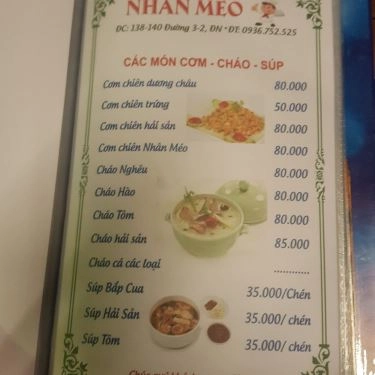 NHÂN MÉO
ĐC: 138-140 Đường 3-2, ĐN * ĐT: 0936.752.525
CÁC MÓN CƠM - CHÁO - SÚP
Cơm chiên dương châu 80.000
Cơm chiên trứng 50.000
Cơm chiên hải sản 80.000
Cơm chiên Nhân Méo 80.000
Cháo Nghêu 80.000
Cháo Hào 80.000
Cháo Tôm 80.000
Cháo hải sản 85.000
Cháo cá các loại ............
Súp Bắp Cua 35.000/Chén
Súp Hải Sản 35.000/ chén
Súp Tôm 35.000/ chén